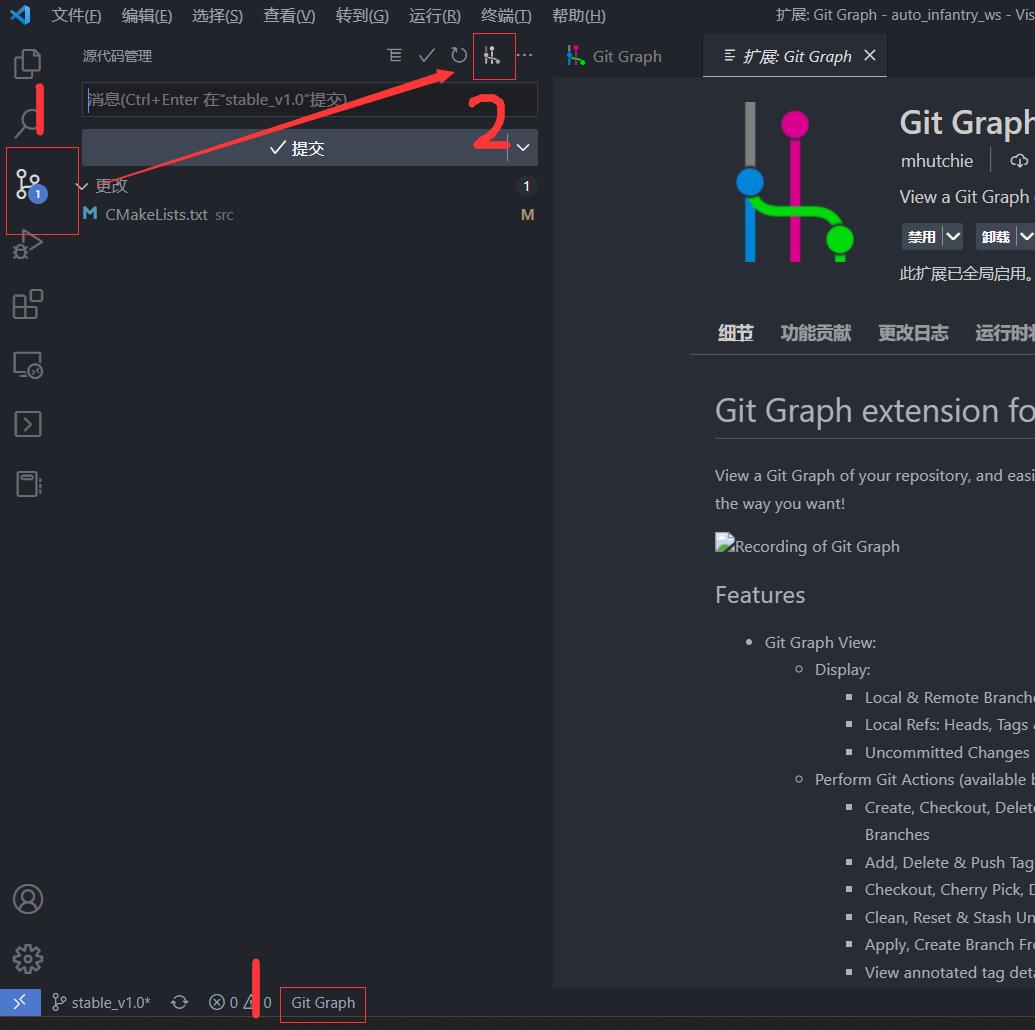 文件(F) 编辑(E) 选择(S) 查看(V) 转到(G) 运行(R) 终端(T) 帮助(H) 扩展: Git Graph - auto_infantry_ws - Vis
源代码管理
Git Graph
扩展: Git Graph
消息(Ctrl+Enter 在"stable_v1.0"提交)
提交
更改 1
CMakeLists.txt src M
1
1
2
Git Graph
mhutchie
View a Git Graph
禁用 卸载
此扩展已全局启用。
细节 功能贡献 更改日志 运行时状
Git Graph extension fo
View a Git Graph of your repository, and easi
the way you want!
Recording of Git Graph
Features
Git Graph View:
Display:
Local & Remote Branche
Local Refs: Heads, Tags &
Uncommitted Changes
Perform Git Actions (available b
Create, Checkout, Delete
Branches
Add, Delete & Push Tag
Checkout, Cherry Pick, D
Clean, Reset & Stash Un
Apply, Create Branch Fro
View annotated tag deta
stable_v1.0* 0 0 Git Graph
1